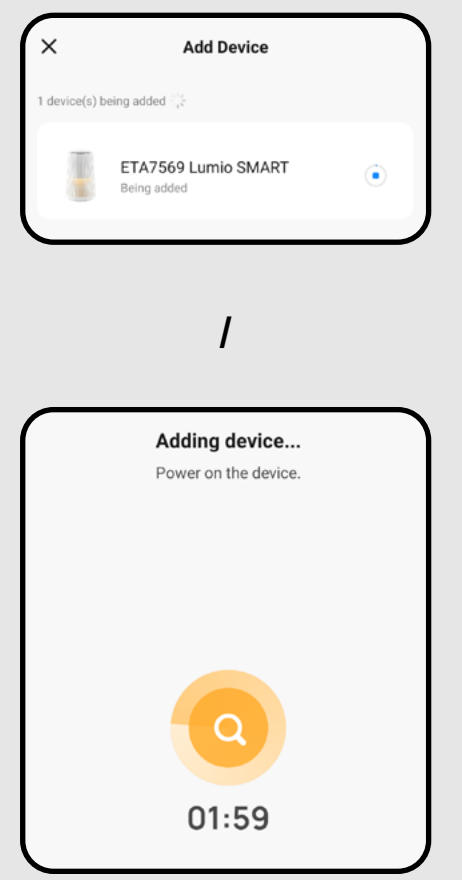 Add Device
1 device(s) being added
ETA7569 Lumio SMART
Being added
/
Adding device...
Power on the device.
01:59